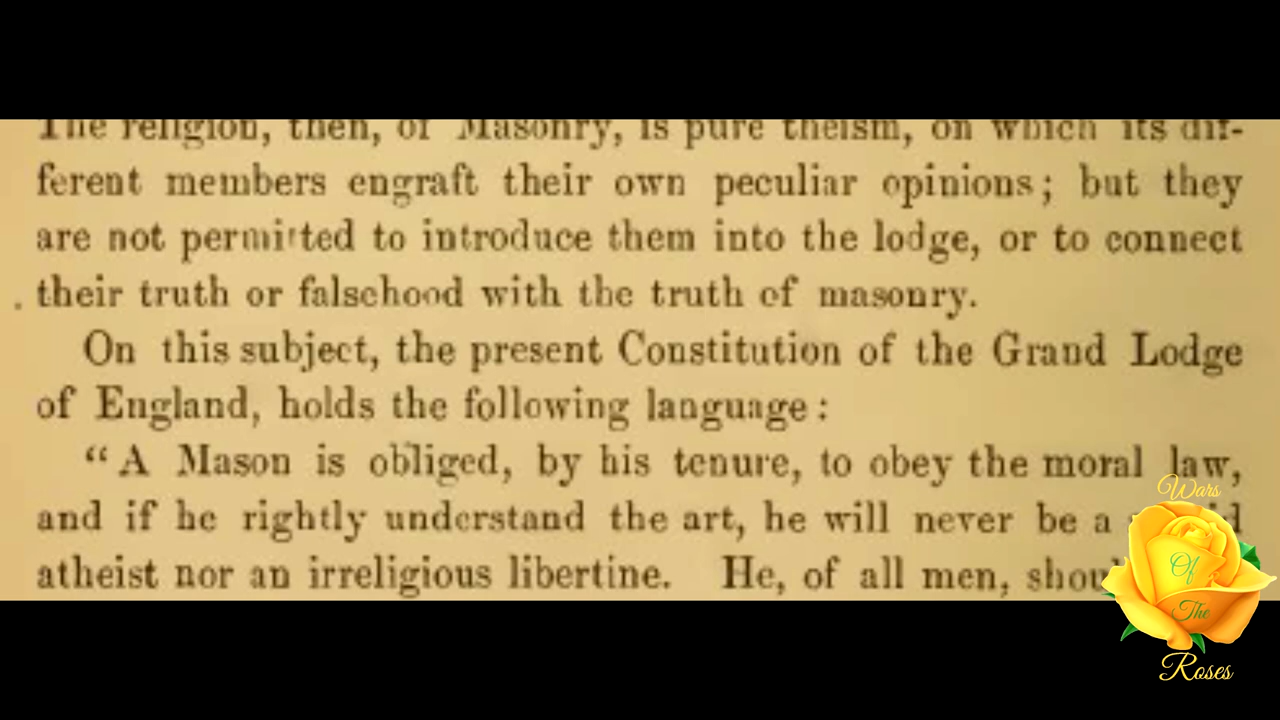 The religion, then, of Masonry, is pure theism, on which its dif-
ferent members engraft their own peculiar opinions; but they
are not permitted to introduce them into the lodge, or to connect
their truth or falsehood with the truth of masonry.
On this subject, the present Constitution of the Grand Lodge
of England, holds the following language:
"A Mason is obliged, by his tenure, to obey the moral law,
and if he rightly understand the art, he will never be a
atheist nor an irreligious libertine. He, of all men,
Wars
Of
The
Roses